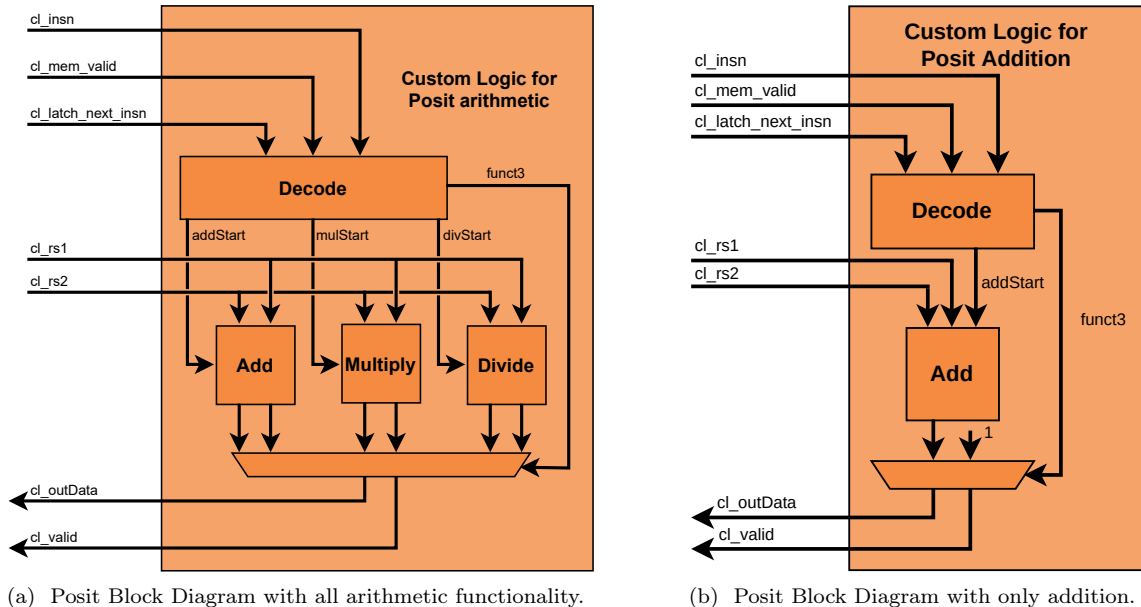 cl_insn
cl_mem_valid
cl_latch_next_insn
Custom Logic for
Posit arithmetic
Decode
funct3
addStart
mulStart
divStart
cl_rs1
cl_rs2
Add
Multiply
Divide
cl_outData
cl_valid
(a) Posit Block Diagram with all arithmetic functionality.
Custom Logic for
Posit Addition
cl_insn
cl_mem_valid
cl_latch_next_insn
Decode
cl_rs1
cl_rs2
addStart
funct3
Add
1
cl_outData
cl_valid
(b) Posit Block Diagram with only addition.